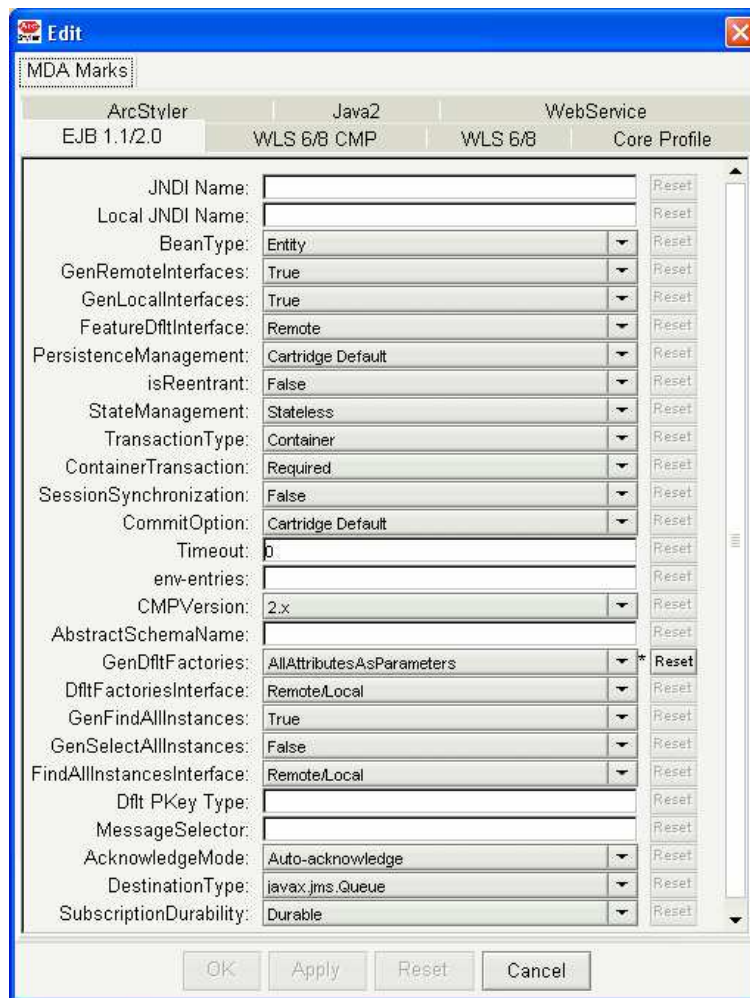 Arc
Styler Edit
MDA Marks
ArcStyler Java2 WebService
EJB 1.1/2.0 WLS 6/8 CMP WLS 6/8 Core Profile
JNDI Name: Reset
Local JNDI Name: Reset
BeanType: Entity Reset
GenRemoteInterfaces: True Reset
GenLocalInterfaces: True Reset
FeatureDfltInterface: Remote Reset
PersistenceManagement: Cartridge Default Reset
isReentrant: False Reset
StateManagement: Stateless Reset
TransactionType: Container Reset
ContainerTransaction: Required Reset
SessionSynchronization: False Reset
CommitOption: Cartridge Default Reset
Timeout: 0 Reset
env-entries: Reset
CMPVersion: 2.x Reset
AbstractSchemaName: Reset
GenDfltFactories: AllAttributesAsParameters * Reset
DfltFactoriesInterface: Remote/Local Reset
GenFindAllInstances: True Reset
GenSelectAllInstances: False Reset
FindAllInstancesInterface: Remote/Local Reset
Dflt PKey Type: Reset
MessageSelector: Reset
AcknowledgeMode: Auto-acknowledge Reset
DestinationType: javax.jms.Queue Reset
SubscriptionDurability: Durable Reset
OK Apply Reset Cancel